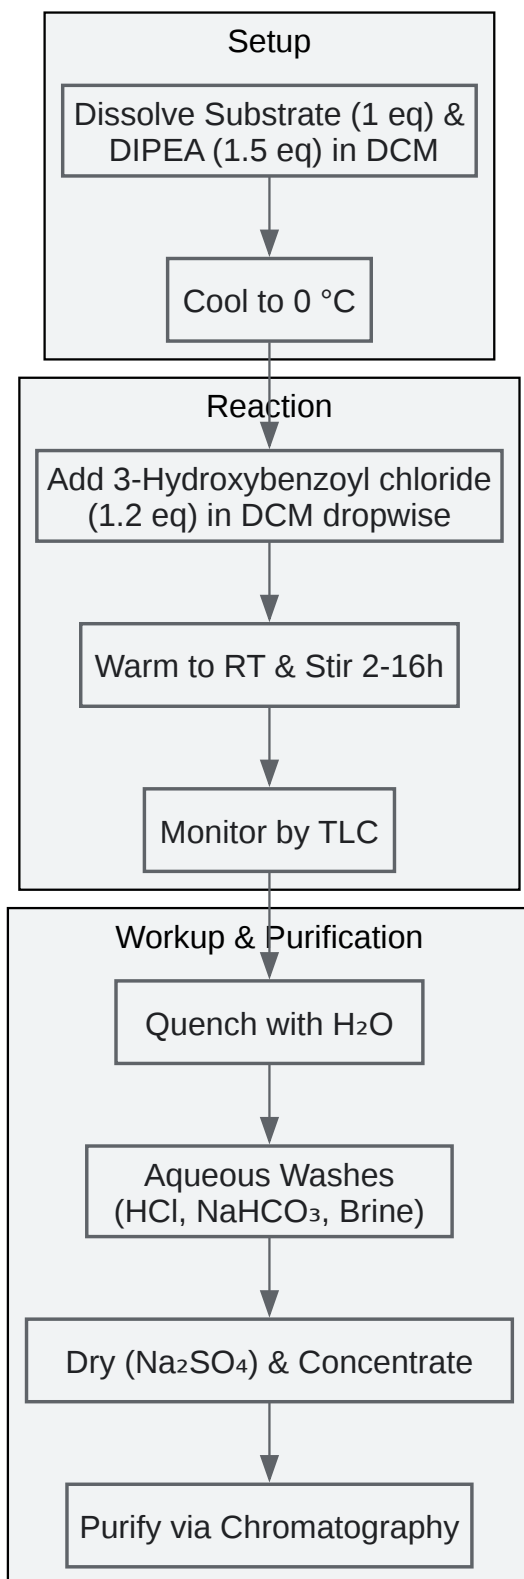 Setup
Dissolve Substrate (1 eq) &
DIPEA (1.5 eq) in DCM
Cool to 0 °C
Reaction
Add 3-Hydroxybenzoyl chloride
(1.2 eq) in DCM dropwise
Warm to RT & Stir 2-16h
Monitor by TLC
Workup & Purification
Quench with H₂O
Aqueous Washes
(HCl, NaHCO₃, Brine)
Dry (Na₂SO₄) & Concentrate
Purify via Chromatography